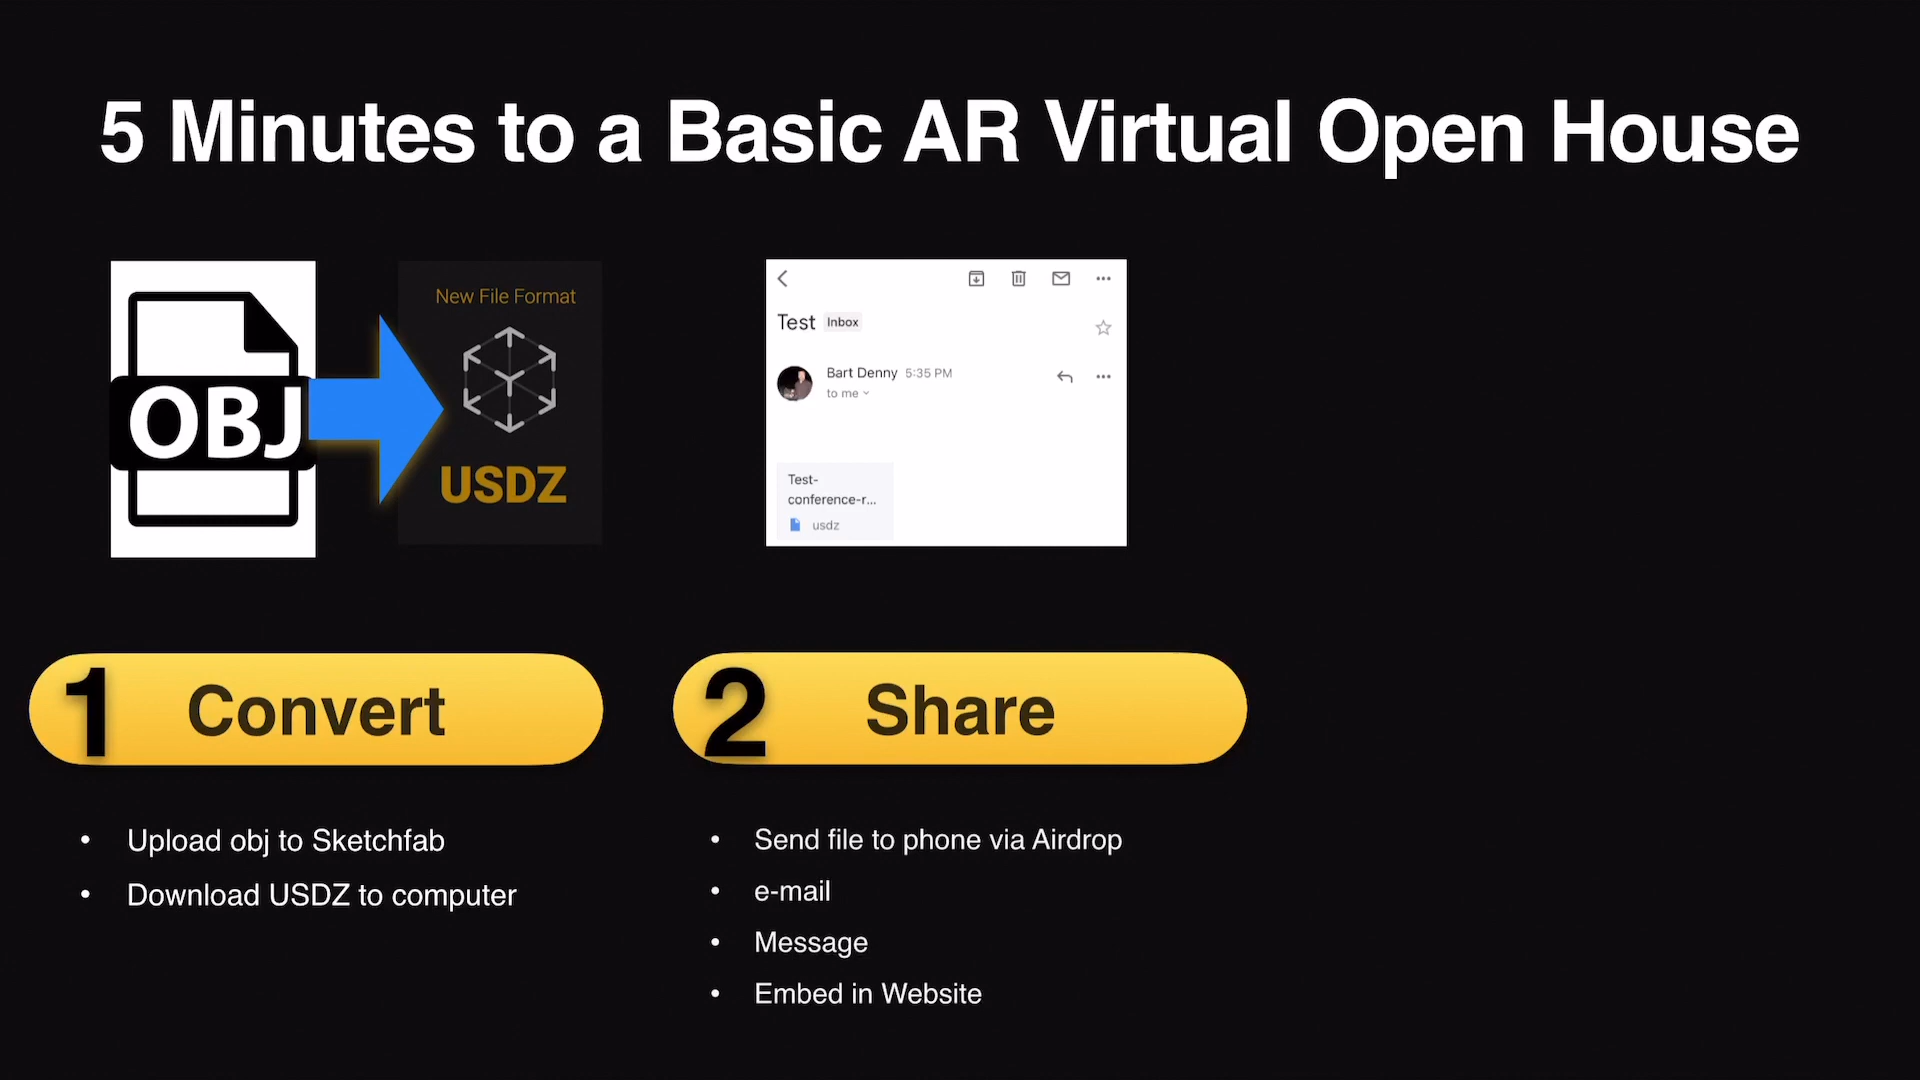 5 Minutes to a Basic AR Virtual Open House
OBJ
New File Format
USDZ
Test Inbox
Bart Denny 5:35 PM
to me
Test-
conference-r...
usdz
1 Convert
• Upload obj to Sketchfab
• Download USDZ to computer
2 Share
• Send file to phone via Airdrop
• e-mail
• Message
• Embed in Website